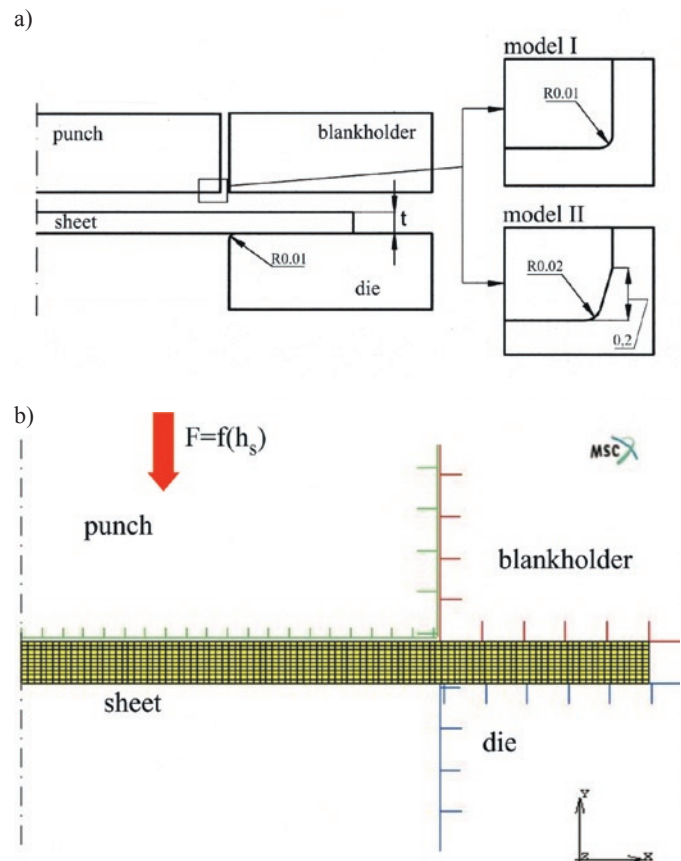 a)
model I
R0.01
punch
blankholder
sheet
t
R0.01
die
model II
R0.02
0,2
b)
F=f(hs)
MSC
punch
blankholder
sheet
die
Y
Z
X